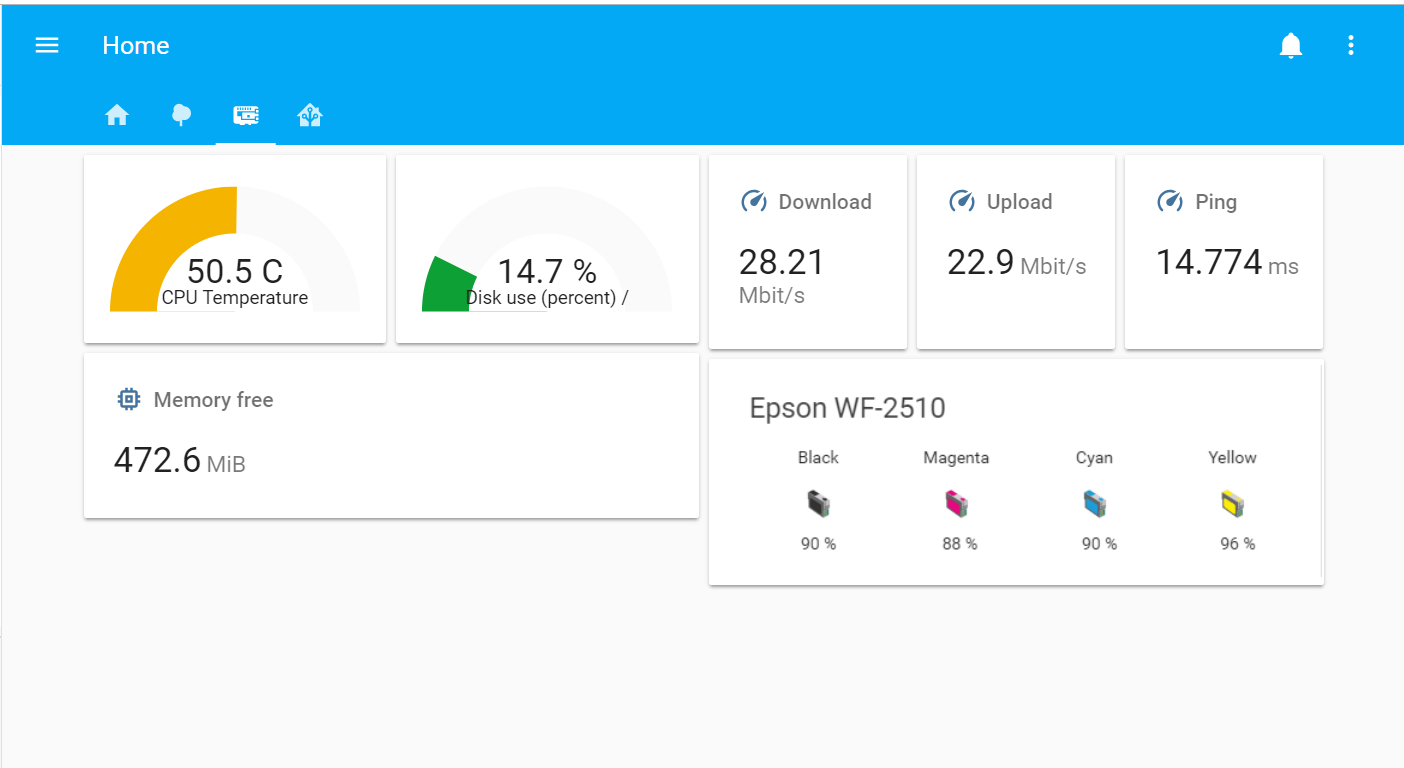 Home
50.5 C
CPU Temperature
14.7 %
Disk use (percent) /
Download
28.21
Mbit/s
Upload
22.9 Mbit/s
Ping
14.774 ms
Memory free
472.6 MiB
Epson WF-2510
Black Magenta Cyan Yellow
90 % 88 % 90 % 96 %